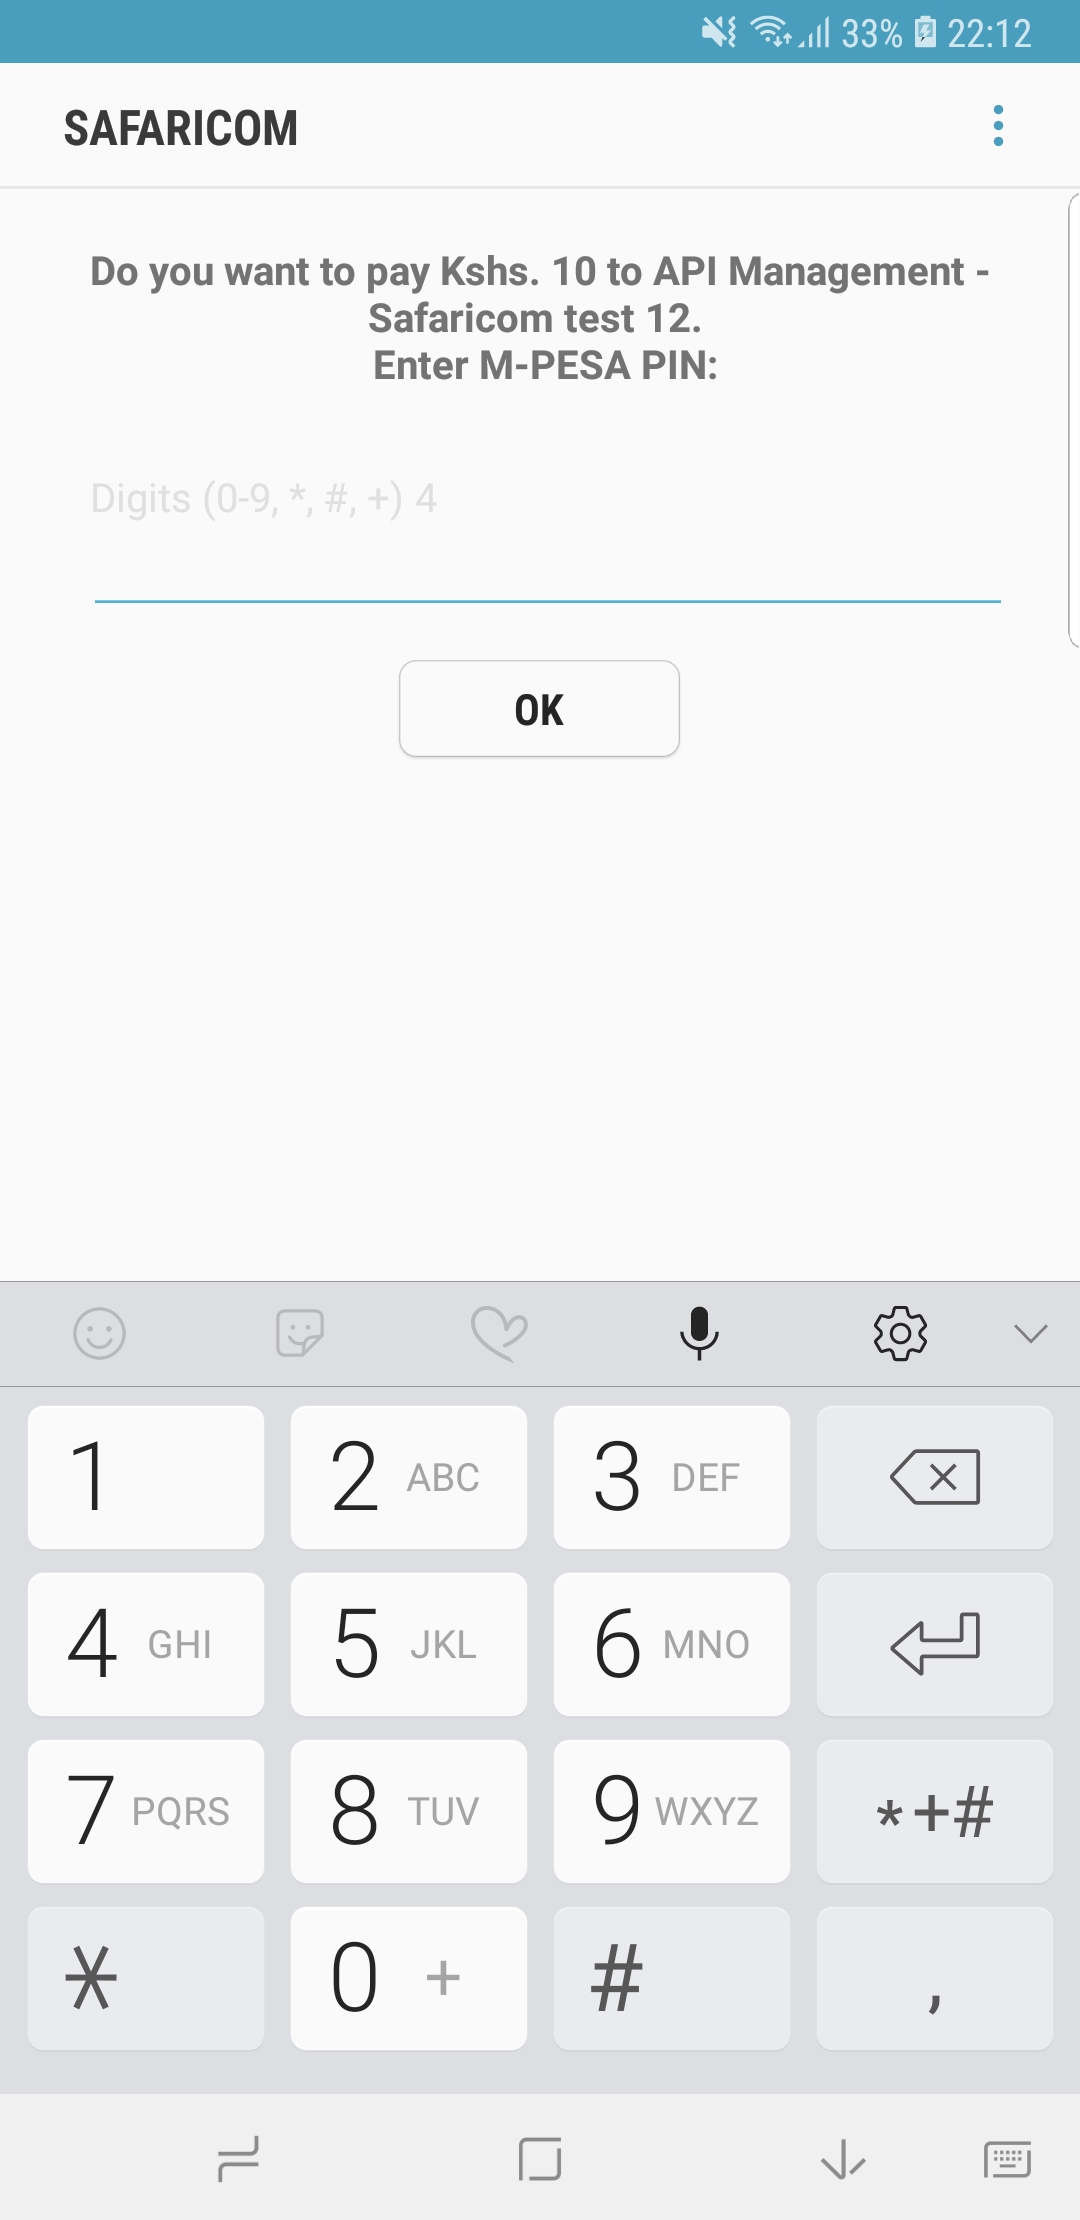 33% 22:12
SAFARICOM
Do you want to pay Kshs. 10 to API Management -
Safaricom test 12.
Enter M-PESA PIN:
Digits (0-9, *, #, +) 4
OK
1 2 ABC 3 DEF
4 GHI 5 JKL 6 MNO
7 PQRS 8 TUV 9 WXYZ *+#
* 0 + # ,